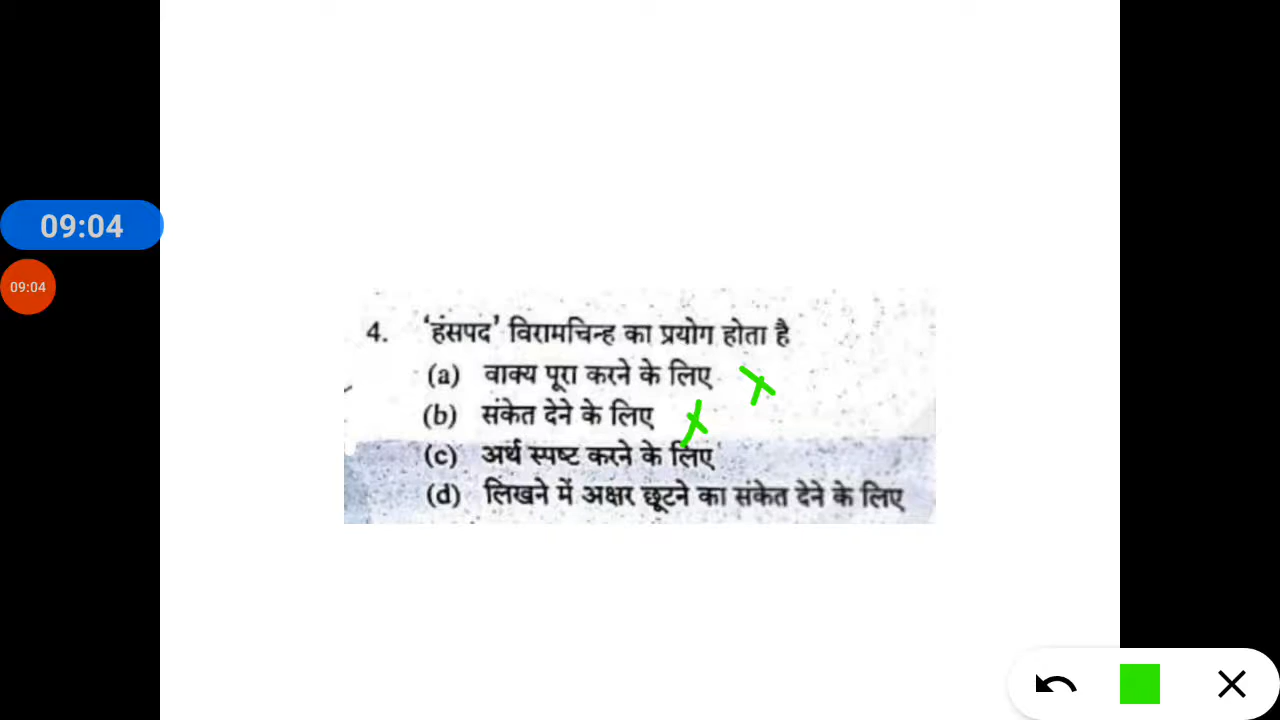 09:04
09:04
4. 'हंसपद' विरामचिन्ह का प्रयोग होता है
(a) वाक्य पूरा करने के लिए
(b) संकेत देने के लिए
(c) अर्थ स्पष्ट करने के लिए
(d) लिखने में अक्षर छूटने का संकेत देने के लिए